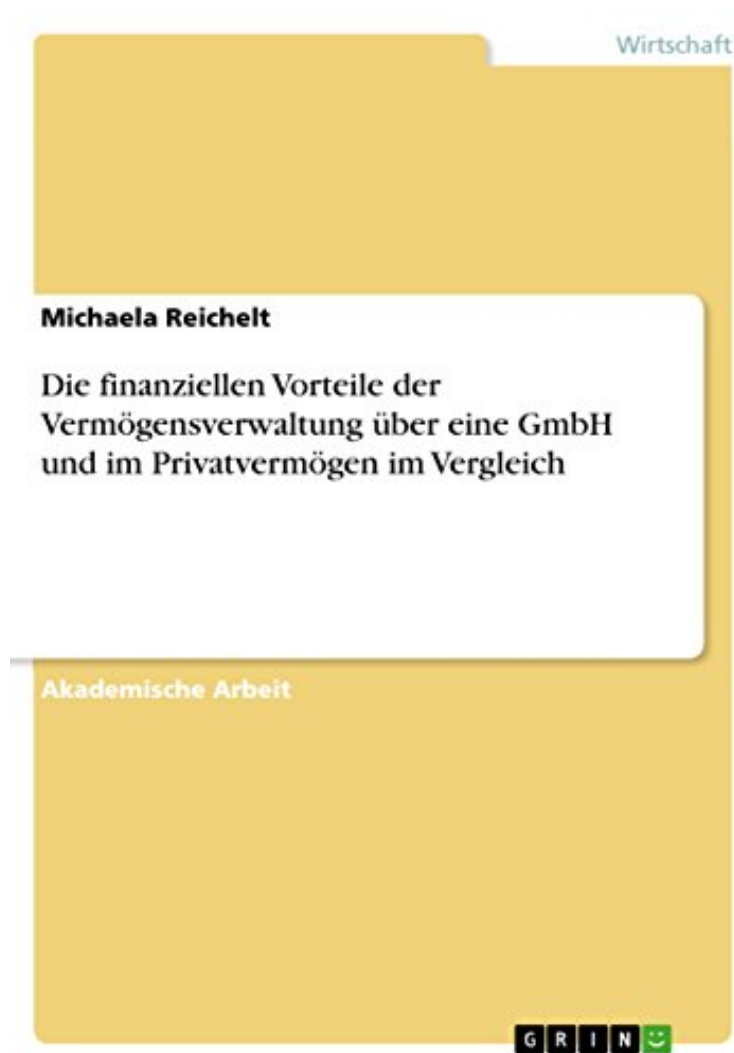 Wirtschaft
Michaela Reichelt
Die finanziellen Vorteile der
Vermögensverwaltung über eine GmbH
und im Privatvermögen im Vergleich
Akademische Arbeit
GRIN